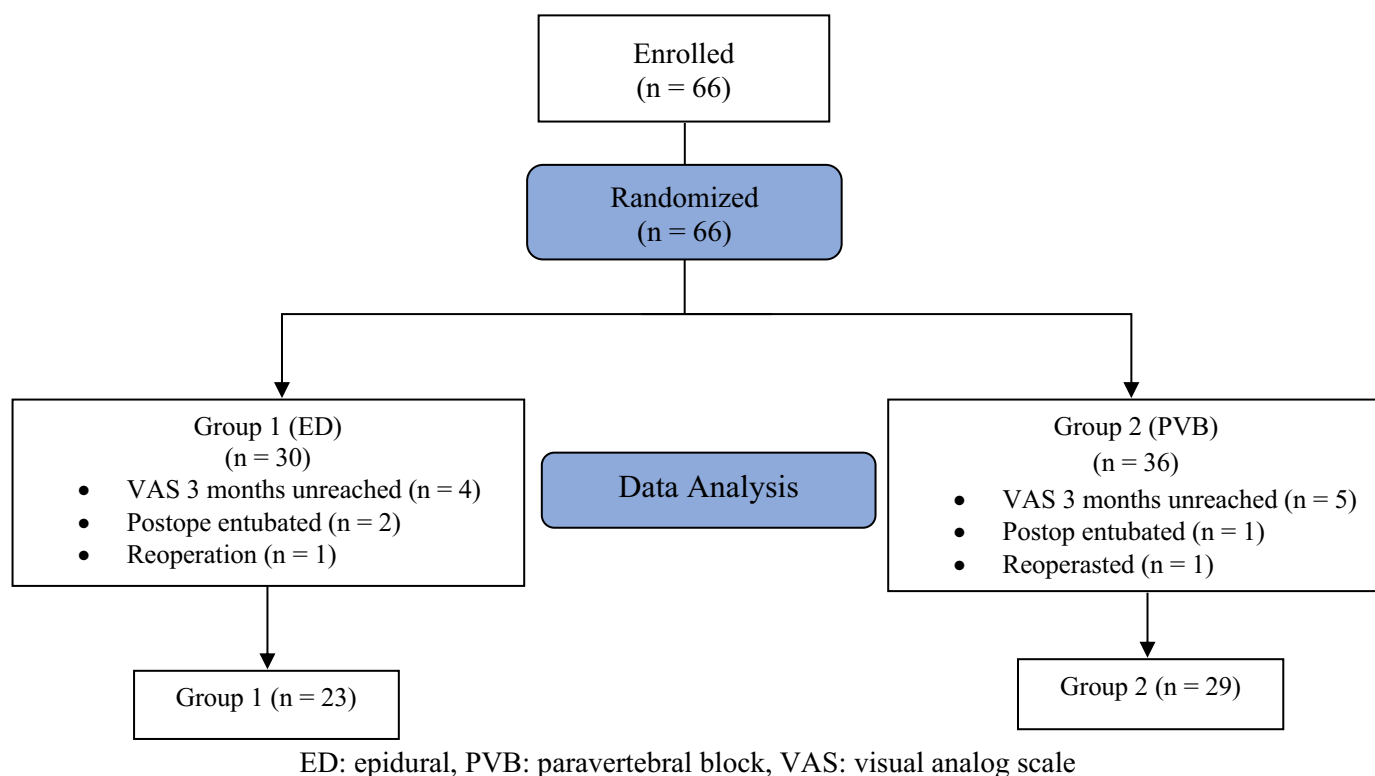 Enrolled
(n = 66)
Randomized
(n = 66)
Group 1 (ED)
(n = 30)
• VAS 3 months unreached (n = 4)
• Postope entubated (n = 2)
• Reoperation (n = 1)
Data Analysis
Group 2 (PVB)
(n = 36)
• VAS 3 months unreached (n = 5)
• Postop entubated (n = 1)
• Reoperasted (n = 1)
Group 1 (n = 23)
Group 2 (n = 29)
ED: epidural, PVB: paravertebral block, VAS: visual analog scale